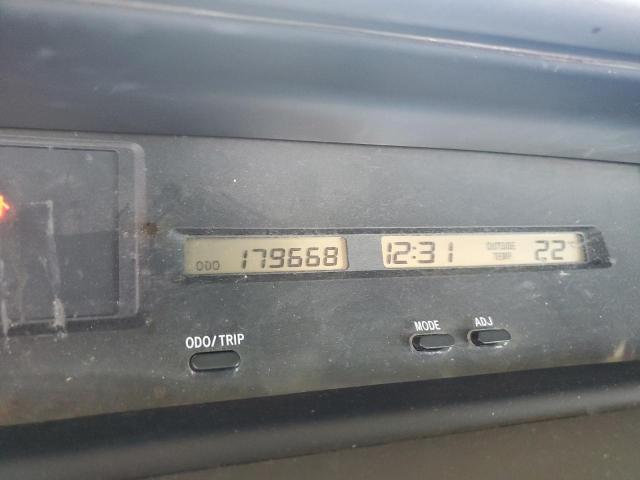 ODO 179668 12:31 OUTSIDE TEMP 22°C
ODO/TRIP MODE ADJ